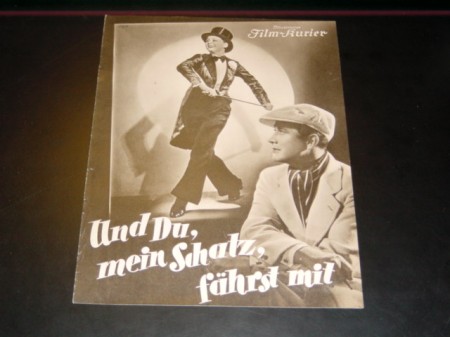 Film-Kurier
Und Du,
mein Schatz,
fährst mit